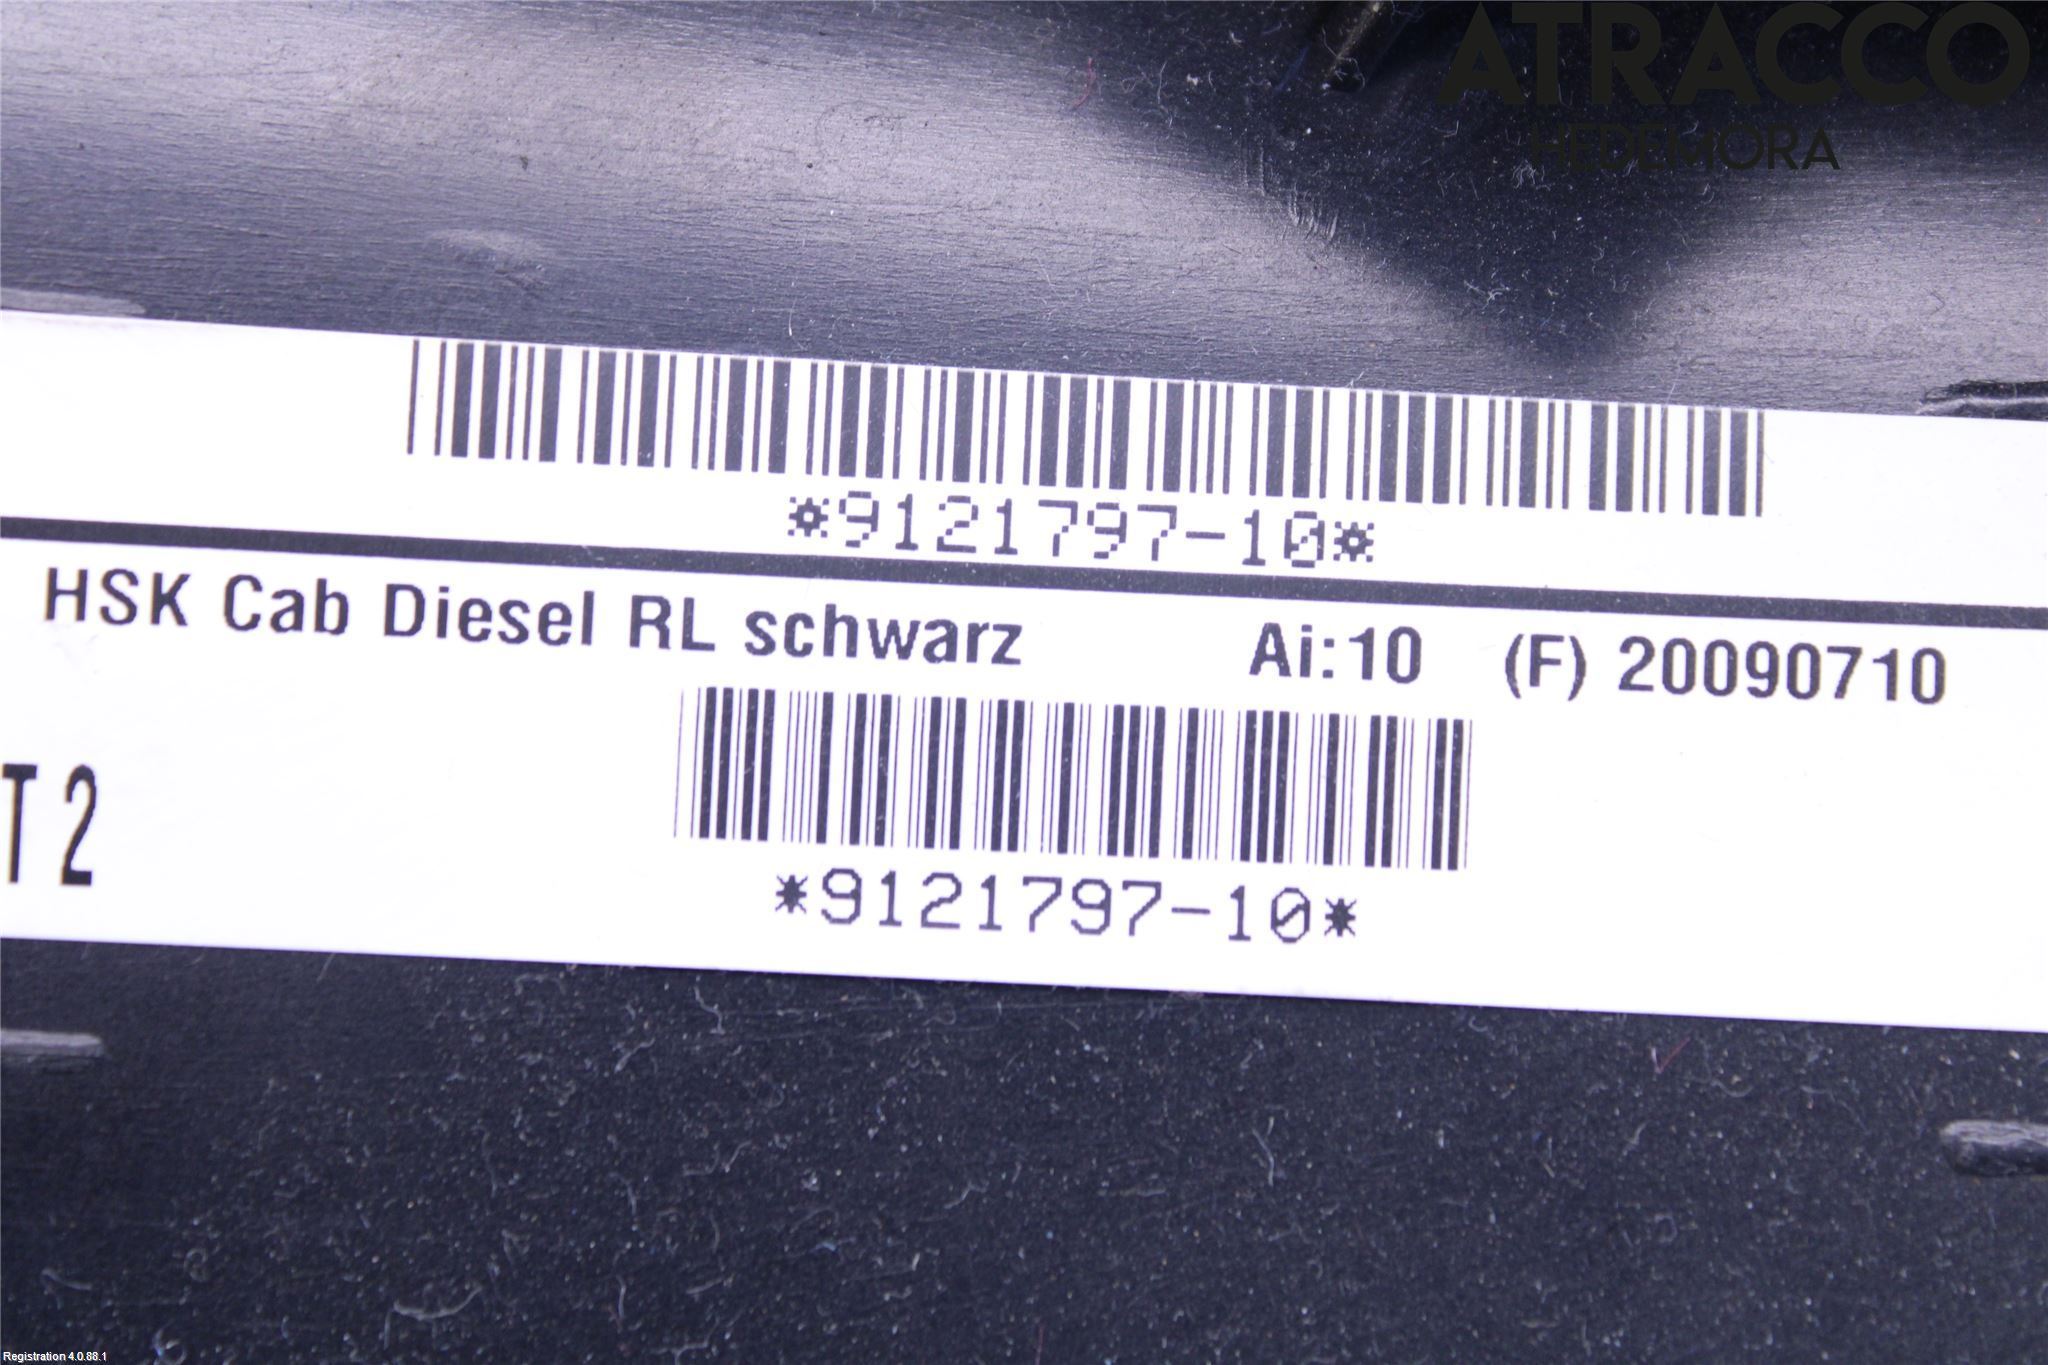 ATRACCO
HEDEMORA
*9121797-10*
HSK Cab Diesel RL schwarz Ai:10 (F) 20090710
T 2
*9121797-10*
Registration 4.0.88.1